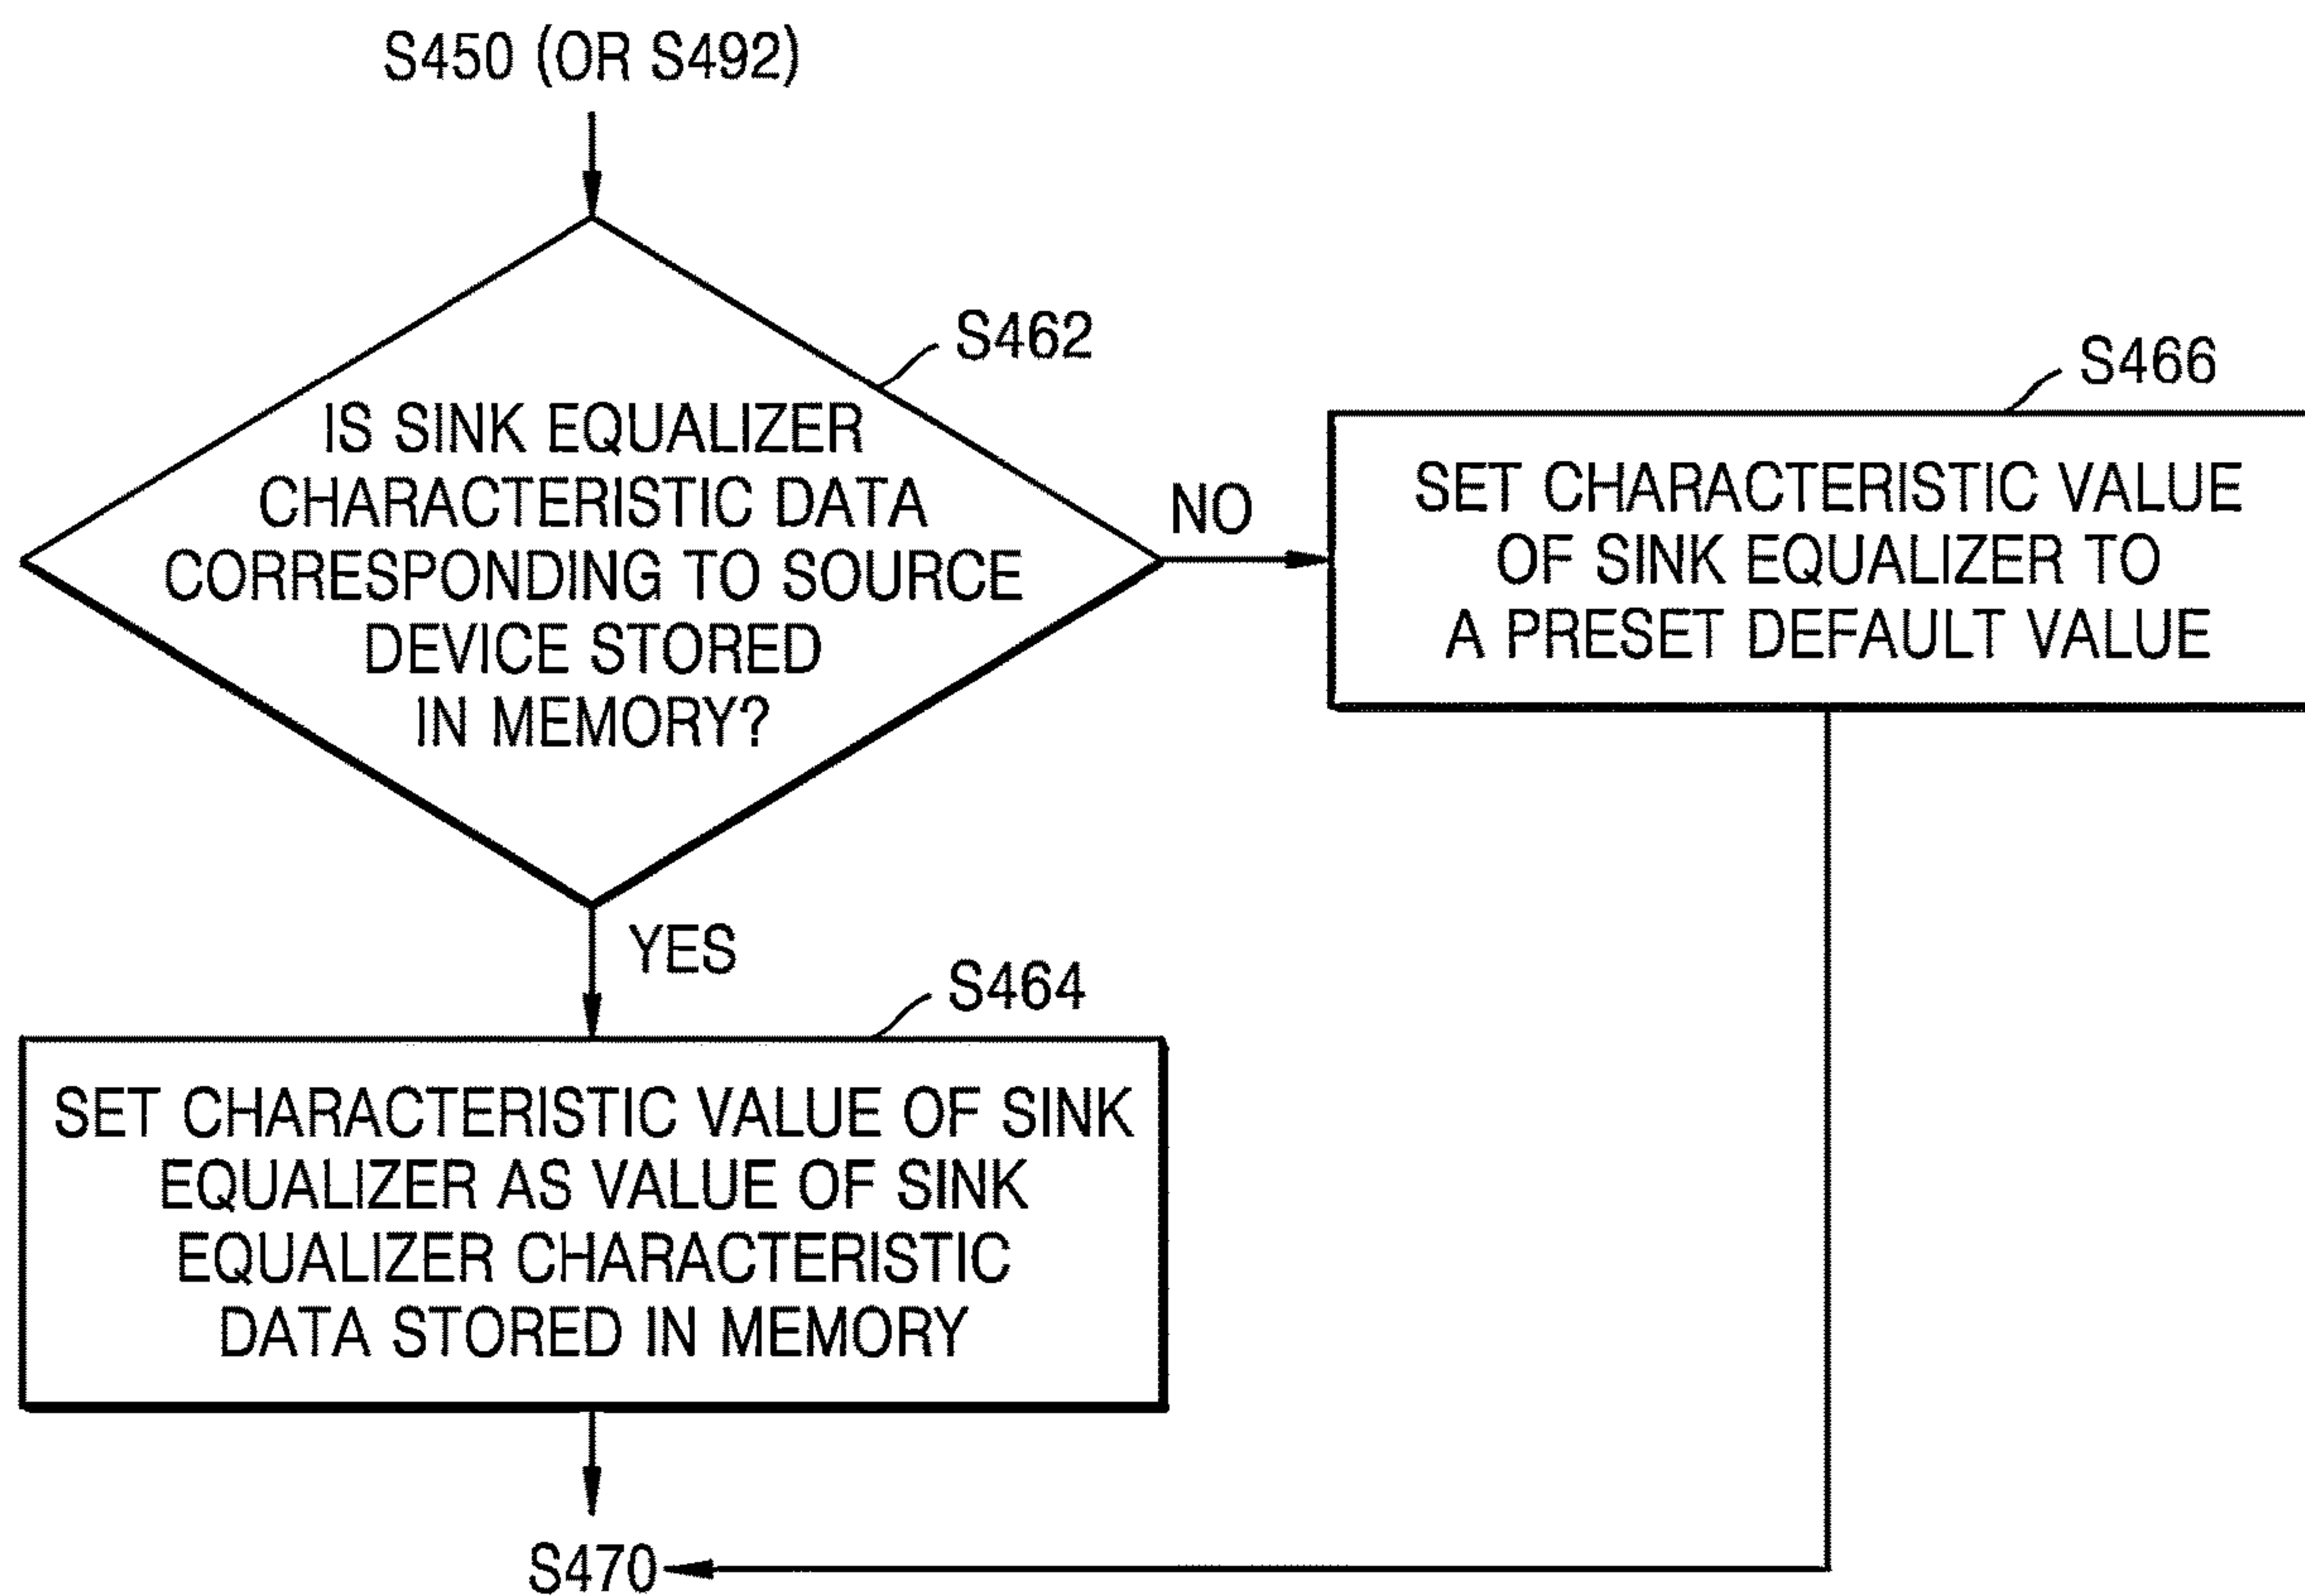 S450 (OR S492)
S462
IS SINK EQUALIZER
CHARACTERISTIC DATA
CORRESPONDING TO SOURCE
DEVICE STORED
IN MEMORY?
NO
S466
SET CHARACTERISTIC VALUE
OF SINK EQUALIZER TO
A PRESET DEFAULT VALUE
YES
S464
SET CHARACTERISTIC VALUE OF SINK
EQUALIZER AS VALUE OF SINK
EQUALIZER CHARACTERISTIC
DATA STORED IN MEMORY
S470